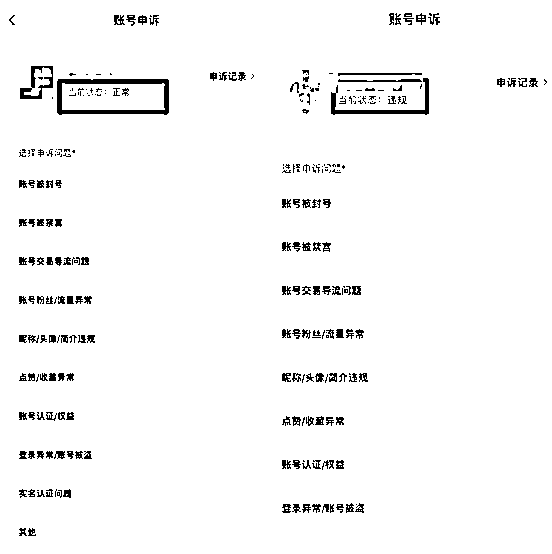 账号申诉
申诉记录 >
当前状态：正常
选择申诉问题*
账号被封号
账号被禁言
账号交易导流问题
账号粉丝/流量异常
昵称/头像/简介违规
点赞/收藏异常
账号认证/权益
登录异常/账号被盗
实名认证问题
其他
账号申诉
申诉记录 >
当前状态：违规
选择申诉问题*
账号被封号
账号被禁言
账号交易导流问题
账号粉丝/流量异常
昵称/头像/简介违规
点赞/收藏异常
账号认证/权益
登录异常/账号被盗